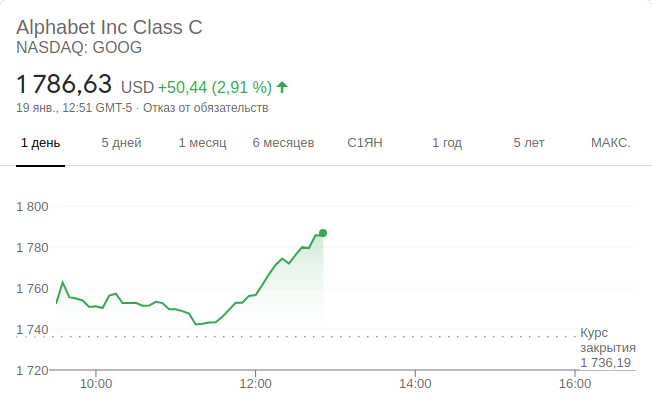 Alphabet Inc Class C
NASDAQ: GOOG
1 786,63 USD +50,44 (2,91 %)
19 янв., 12:51 GMT-5 · Отказ от обязательств
1 день 5 дней 1 месяц 6 месяцев С1ЯН 1 год 5 лет МАКС.
1 800
1 780
1 760
1 740
1 720
Курс
закрытия
1 736,19
10:00 12:00 14:00 16:00